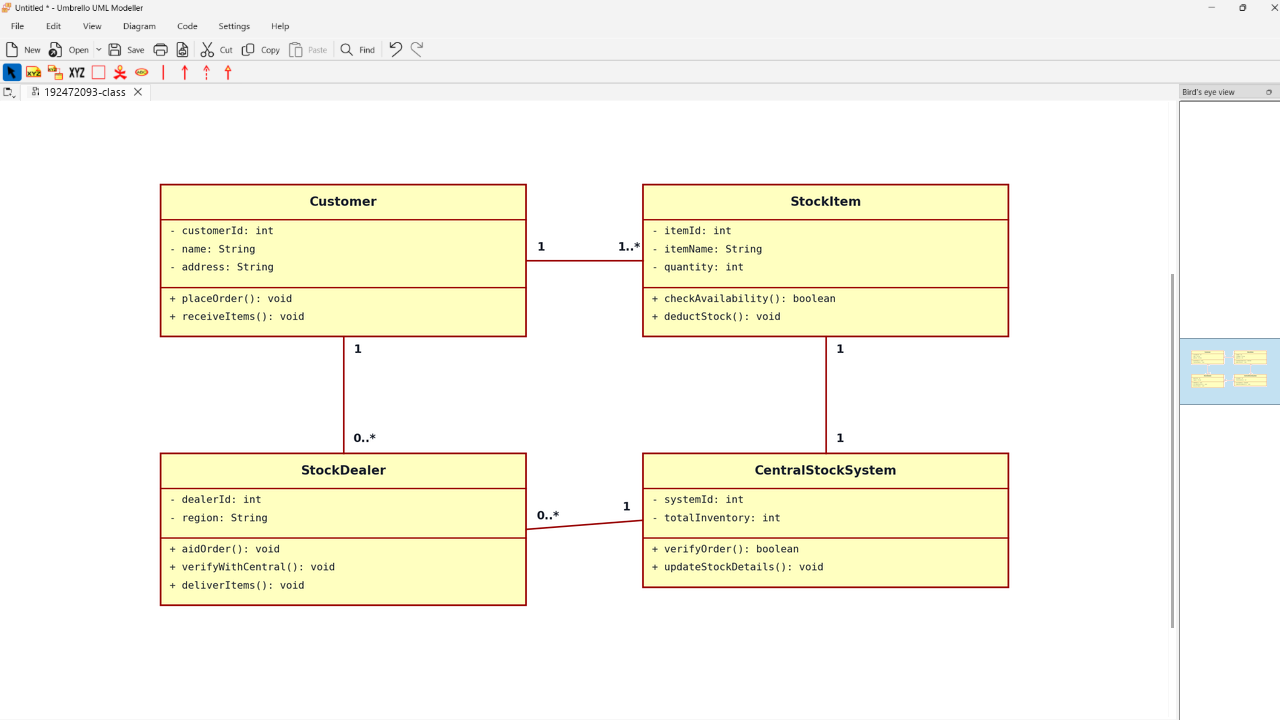 Untitled * - Umbrello UML Modeller
File Edit View Diagram Code Settings Help
New Open Save Cut Copy Paste Find
XYZ XYZ
192472093-class
Bird's eye view
Customer
- customerId: int
- name: String
- address: String
+ placeOrder(): void
+ receiveItems(): void
1 1..*
StockItem
- itemId: int
- itemName: String
- quantity: int
+ checkAvailability(): boolean
+ deductStock(): void
1
0..*
1
1
StockDealer
- dealerId: int
- region: String
+ aidOrder(): void
+ verifyWithCentral(): void
+ deliverItems(): void
0..* 1
CentralStockSystem
- systemId: int
- totalInventory: int
+ verifyOrder(): boolean
+ updateStockDetails(): void